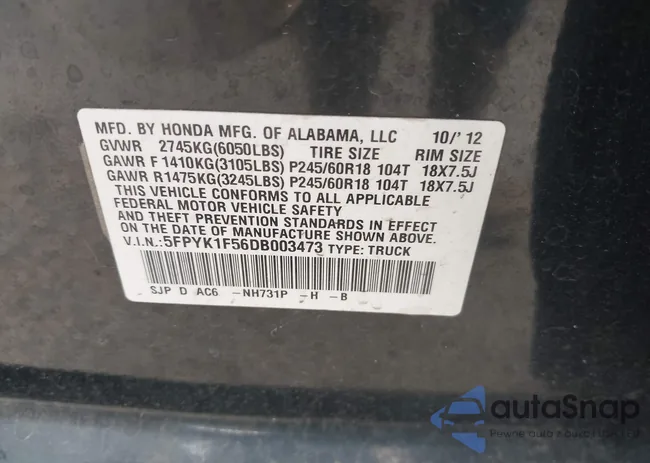 MFD. BY HONDA MFG. OF ALABAMA, LLC 10/'12
GVWR 2745KG(6050LBS) TIRE SIZE RIM SIZE
GAWR F 1410KG(3105LBS) P245/60R18 104T 18X7.5J
GAWR R1475KG(3245LBS) P245/60R18 104T 18X7.5J
THIS VEHICLE CONFORMS TO ALL APPLICABLE
FEDERAL MOTOR VEHICLE SAFETY
AND THEFT PREVENTION STANDARDS IN EFFECT
ON THE DATE OF MANUFACTURE SHOWN ABOVE.
V.I.N.:5FPYK1F56DB003473 TYPE: TRUCK
SJP D AC6 -NH731P -H -B
autaSnap
Pewne auta z